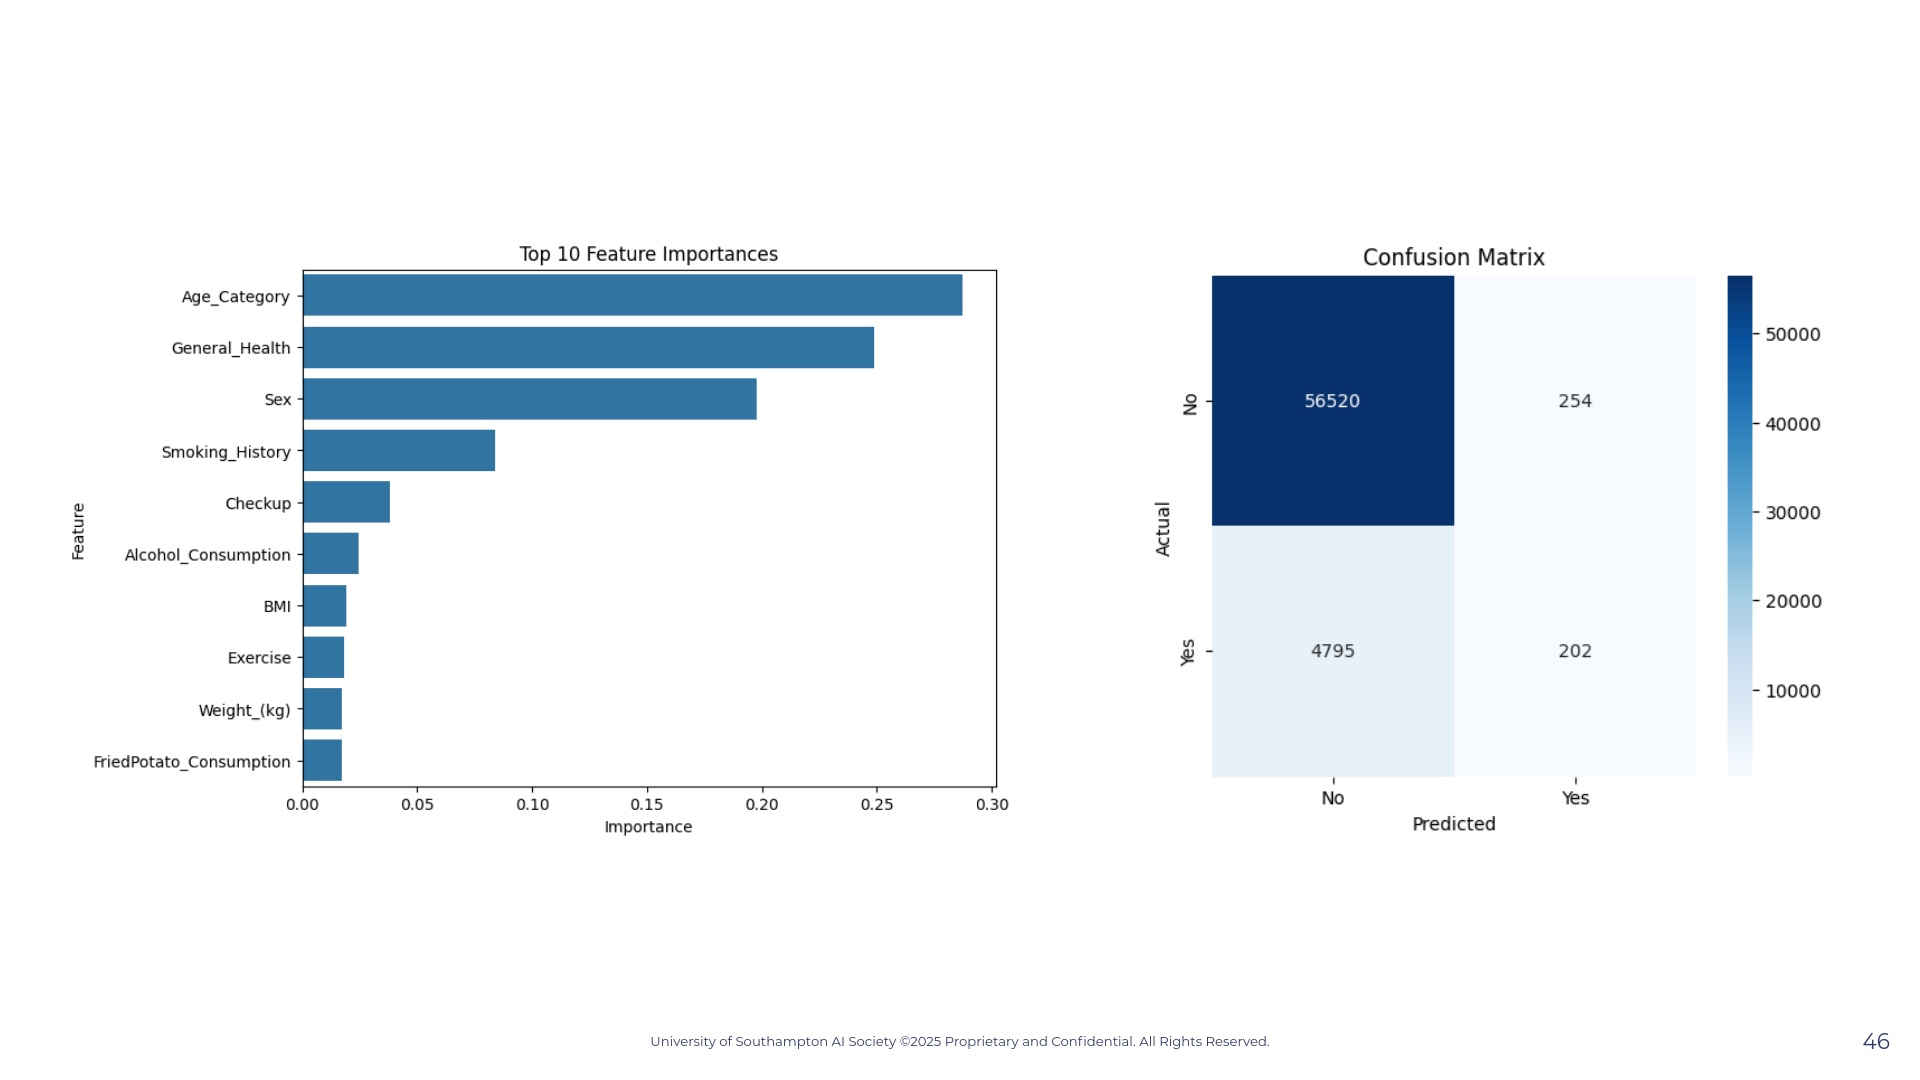 Top 10 Feature Importances
Age_Category
General_Health
Sex
Smoking_History
Checkup
Alcohol_Consumption
BMI
Exercise
Weight_(kg)
FriedPotato_Consumption
Feature
0.00 0.05 0.10 0.15 0.20 0.25 0.30
Importance
Confusion Matrix
No 56520 254
Yes 4795 202
Actual
No Yes
Predicted
50000
40000
30000
20000
10000
University of Southampton AI Society ©2025 Proprietary and Confidential. All Rights Reserved.
46